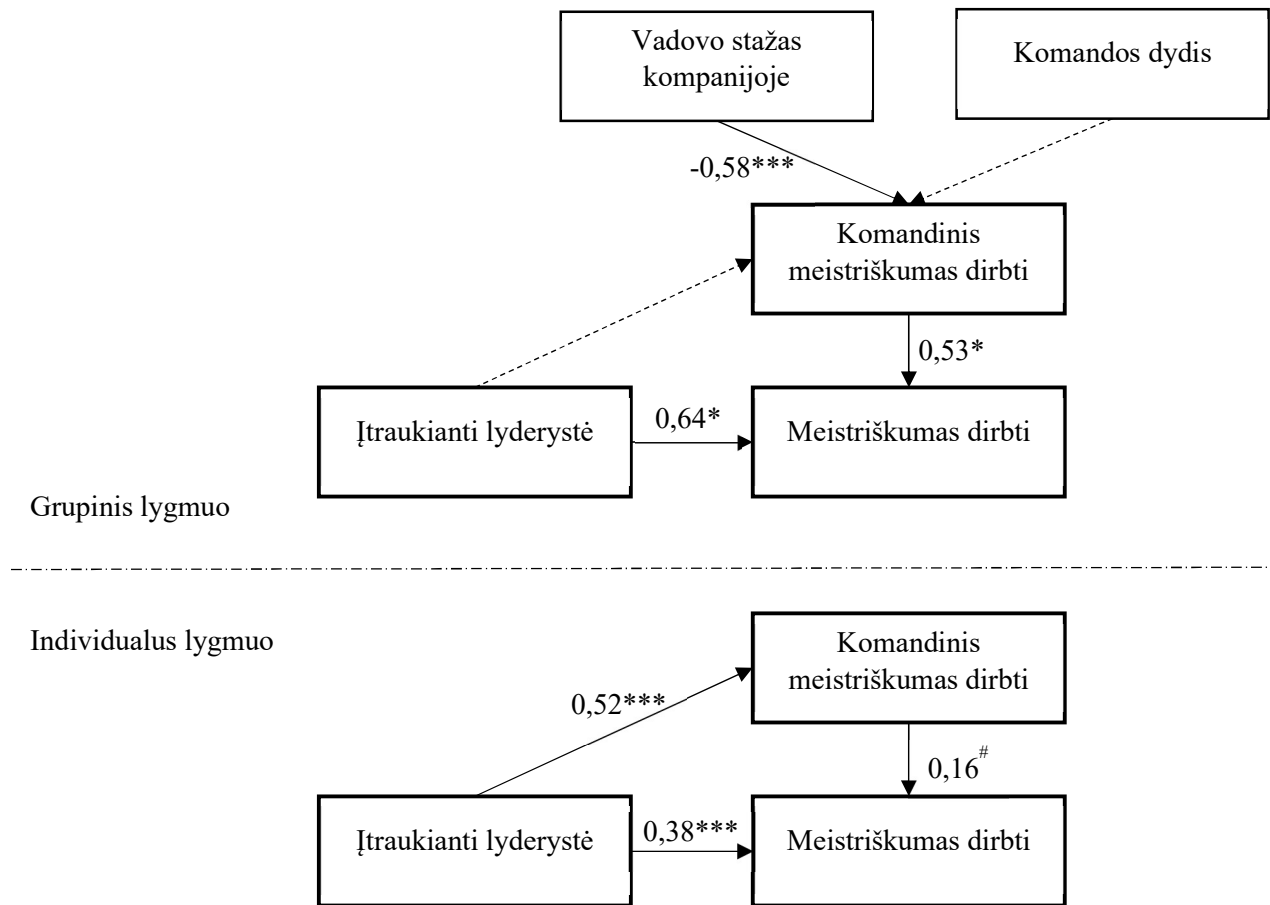 Vadovo stažas
kompanijoje
Komandos dydis
-0,58***
Komandinis
meistriškumas dirbti
0,53*
Įtraukianti lyderystė
0,64*
Meistriškumas dirbti
Grupinis lygmuo
Individualus lygmuo
Komandinis
meistriškumas dirbti
0,52***
0,16#
Įtraukianti lyderystė
0,38***
Meistriškumas dirbti